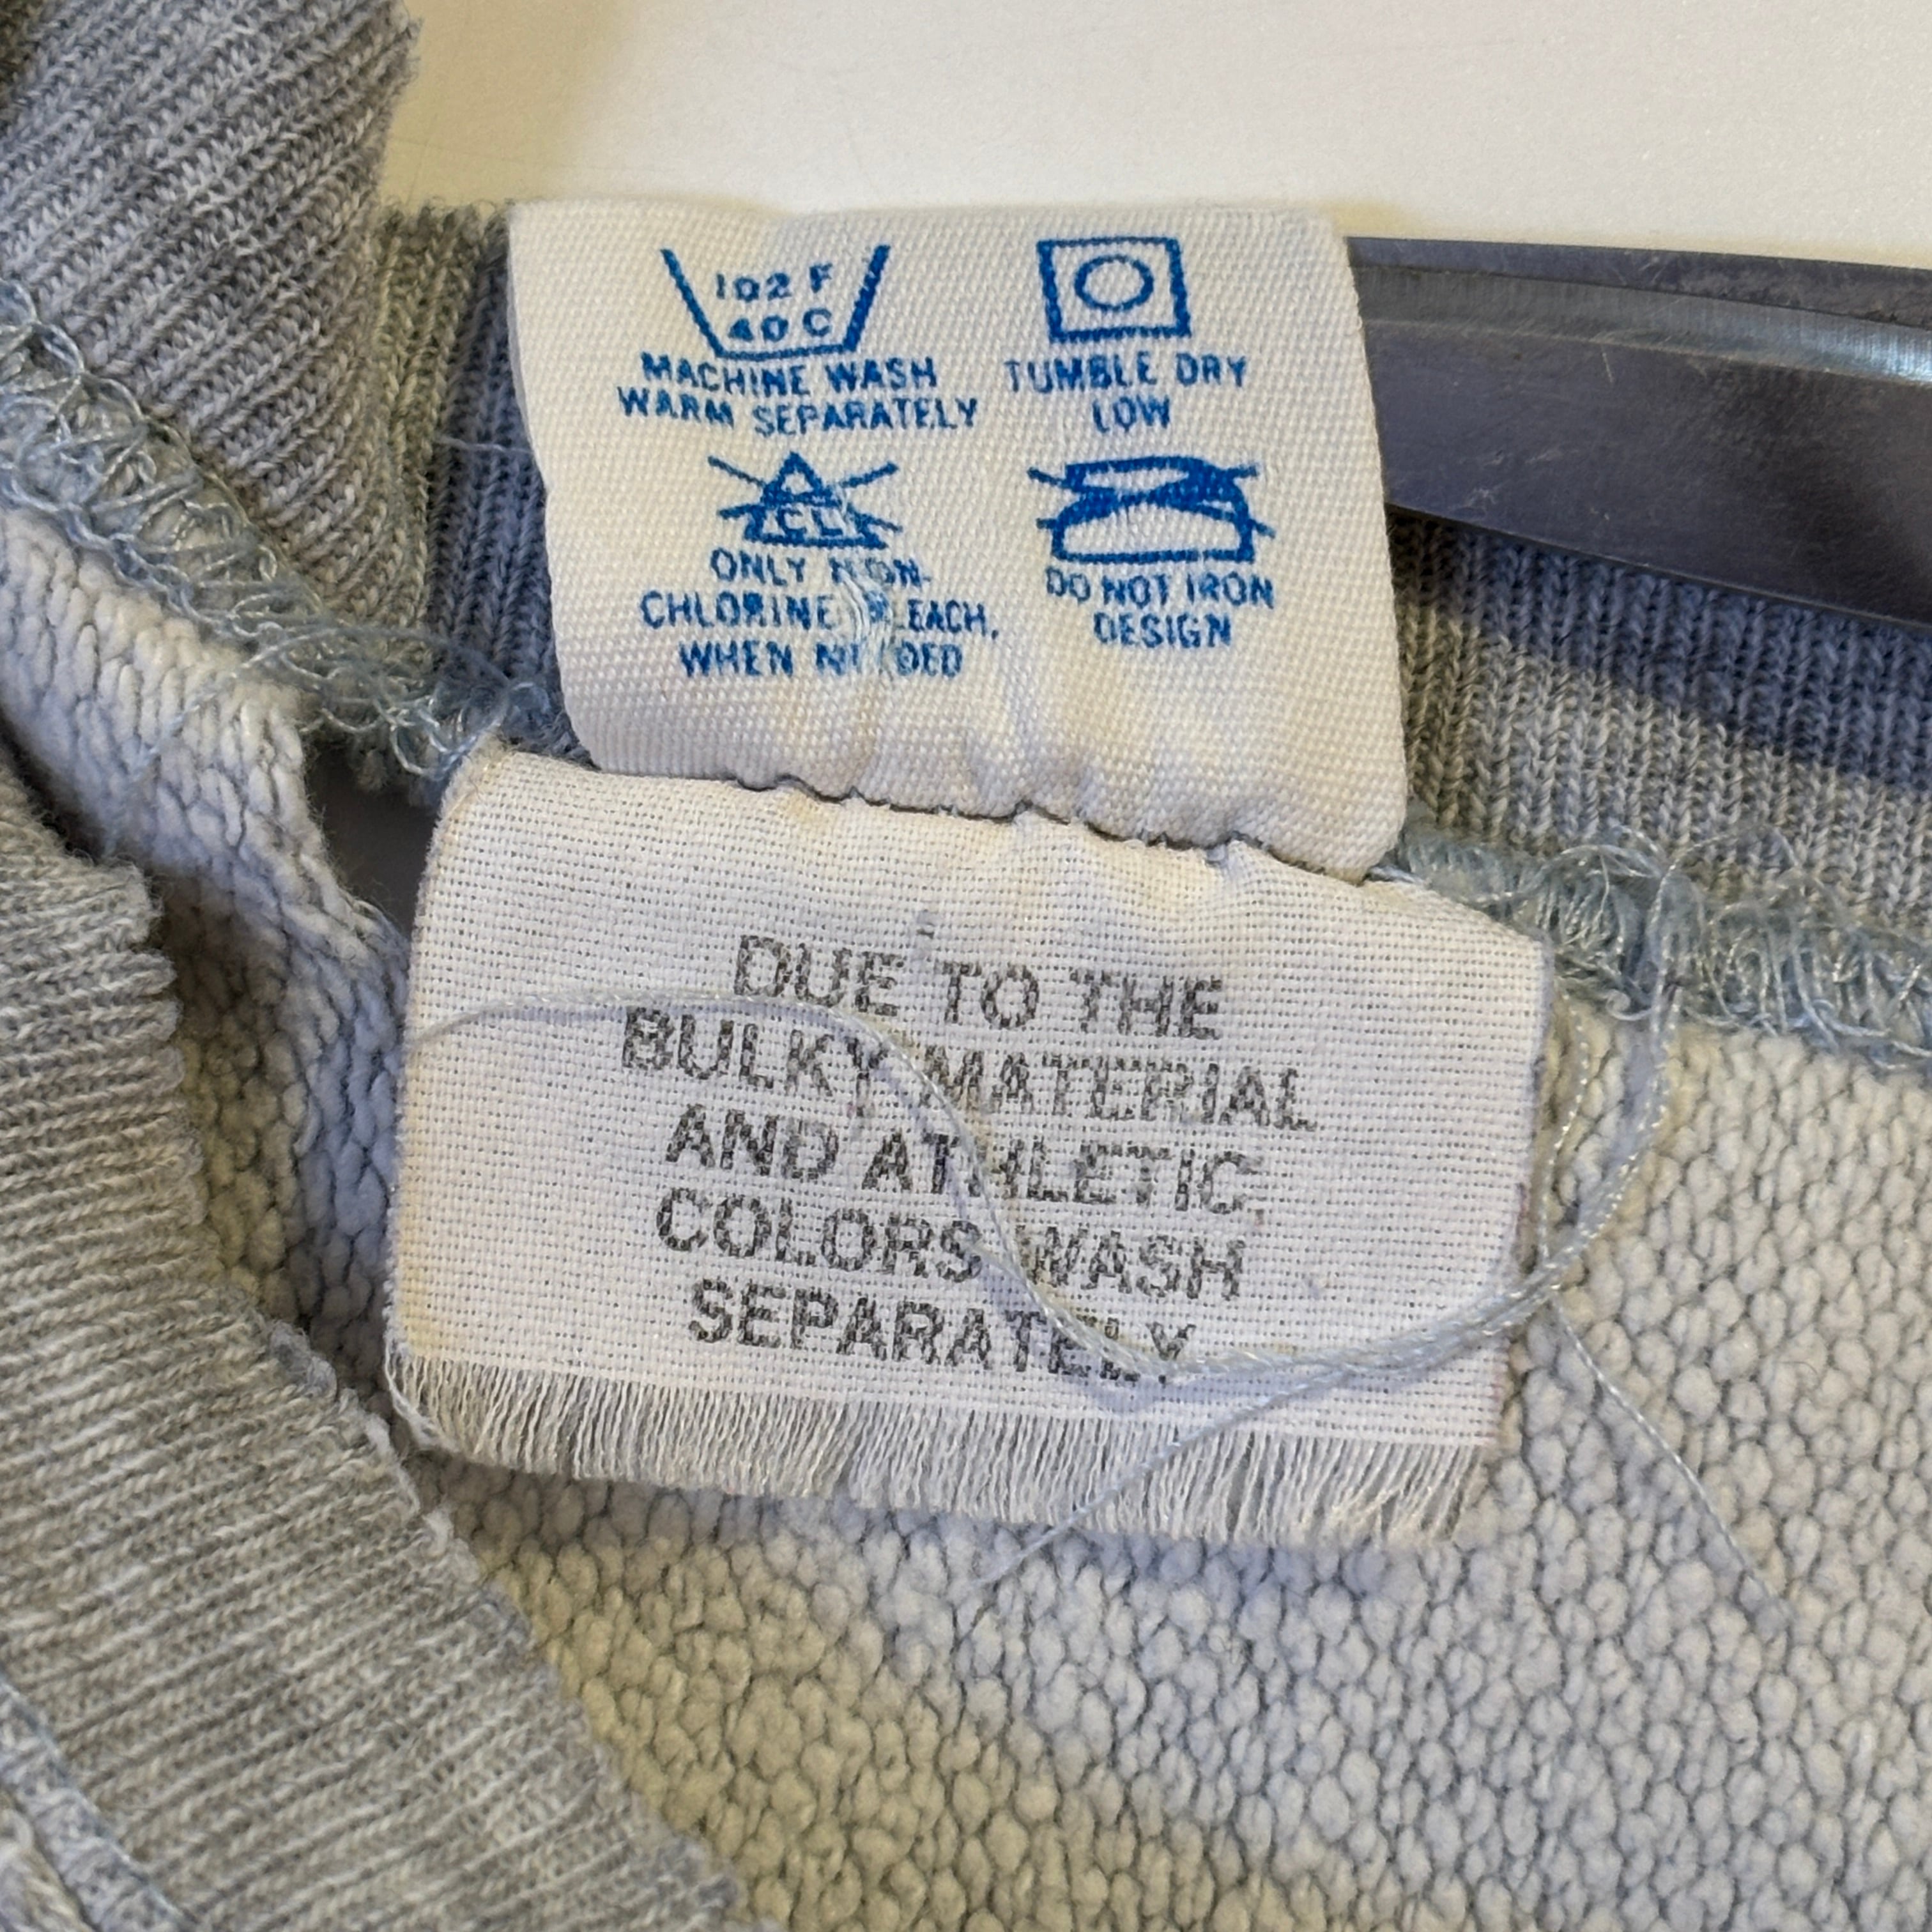 102 F
40 C
MACHINE WASH
WARM SEPARATELY
TUMBLE DRY
LOW
CL
ONLY NON-
CHLORINE BLEACH,
WHEN NEEDED
DO NOT IRON
DESIGN
DUE TO THE
BULKY MATERIAL
AND ATHLETIC,
COLORS WASH
SEPARATELY